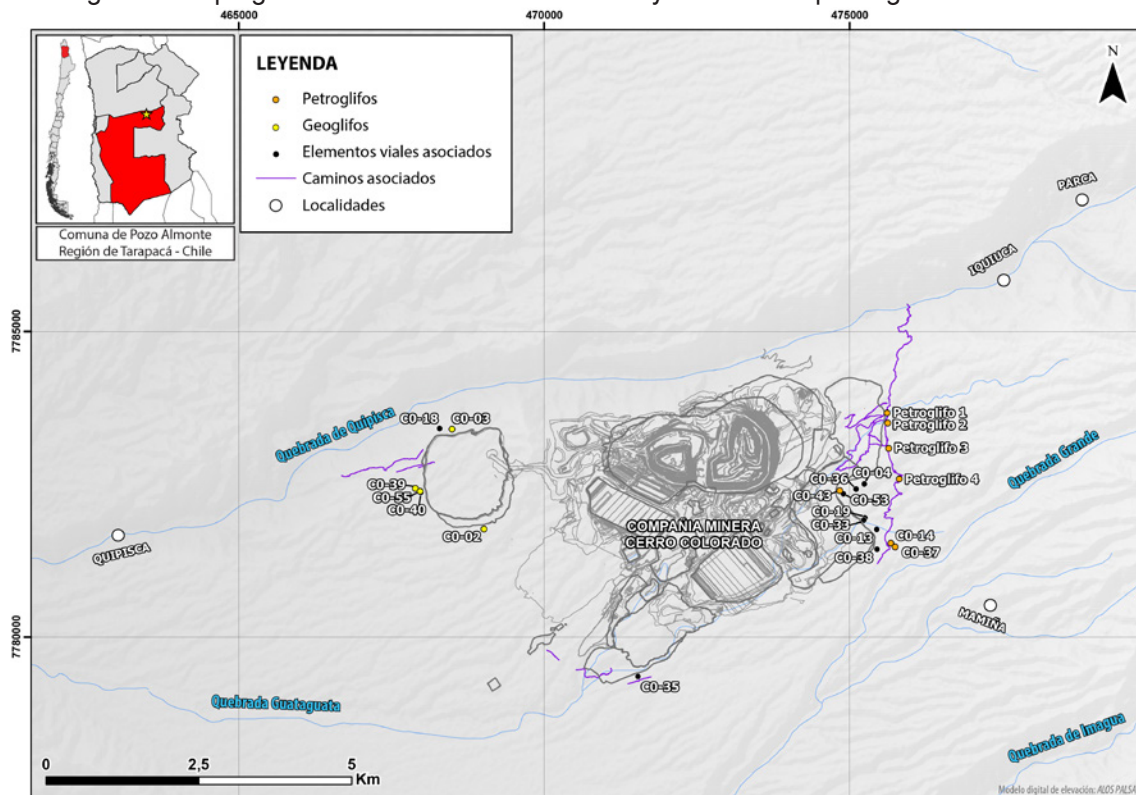 465000
470000
475000
LEYENDA
Petroglifos
Geoglifos
Elementos viales asociados
Caminos asociados
Localidades
Comuna de Pozo Almonte
Región de Tarapacá - Chile
N
PARCA
IQUIUCA
7785000
Petroglifo 1
Petroglifo 2
Petroglifo 3
Petroglifo 4
Quebrada de Quipisca
C0-18
C0-03
Quebrada Grande
C0-39
C0-55
C0-40
C0-02
C0-36
C0-04
C0-43
C0-53
C0-19
C0-33
C0-13
C0-38
C0-14
C0-37
COMPAÑIA MINERA
CERRO COLORADO
QUIPISCA
MAMIÑA
7780000
C0-35
Quebrada Guataguata
Quebrada de Imagua
0
2,5
5
Km
Modelo digital de elevación: ALOS PALSA